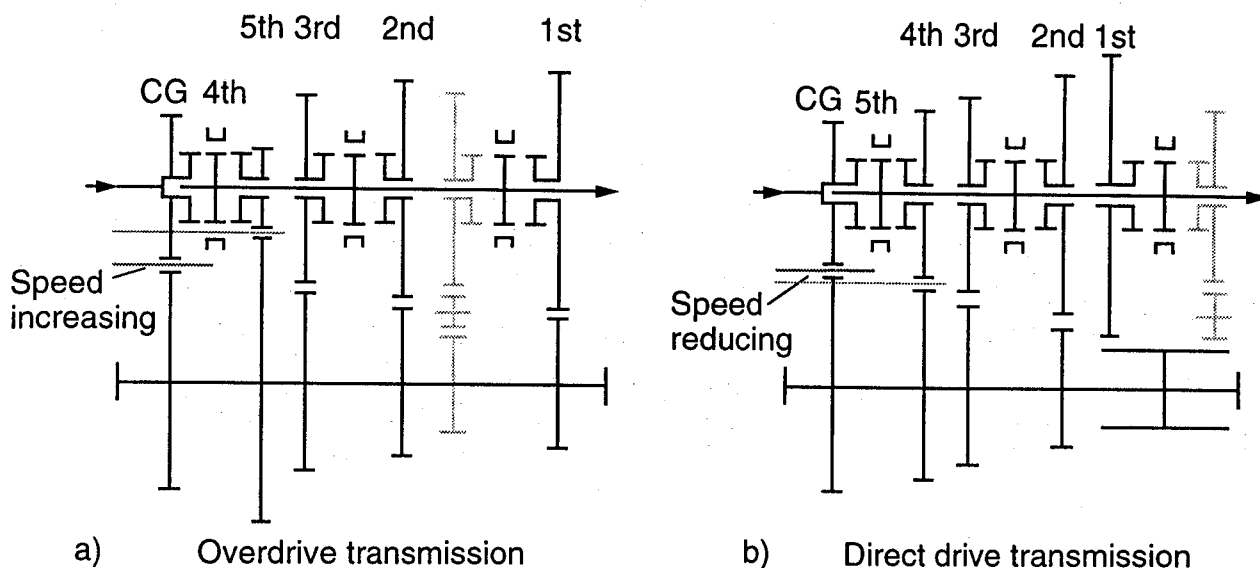 5th 3rd 2nd 1st
CG 4th
Speed
increasing
a) Overdrive transmission
4th 3rd 2nd 1st
CG 5th
Speed
reducing
b) Direct drive transmission